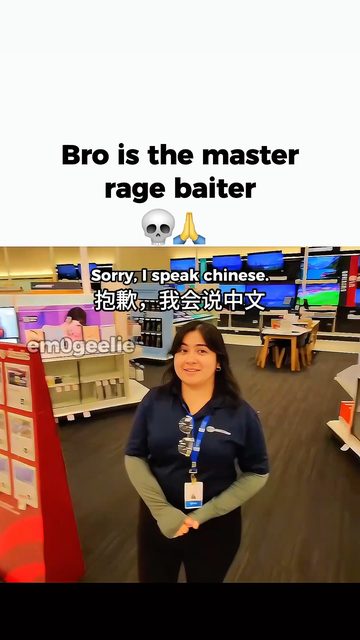 Bro is the master
rage baiter
💀🙏
Sorry, I speak chinese.
抱歉，我会说中文
em0geelie